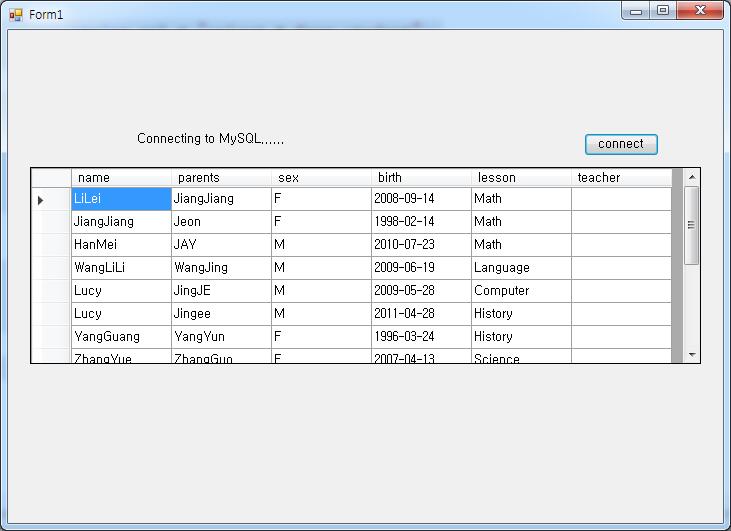 Form1
Connecting to MySQL.....
connect
name parents sex birth lesson teacher
LiLei JiangJiang F 2008-09-14 Math
JiangJiang Jeon F 1998-02-14 Math
HanMei JAY M 2010-07-23 Math
WangLiLi WangJing M 2009-06-19 Language
Lucy JingJE M 2009-05-28 Computer
Lucy Jingee M 2011-04-28 History
YangGuang YangYun F 1996-03-24 History
ZhangYue ZhangGuo F 2007-04-13 Science